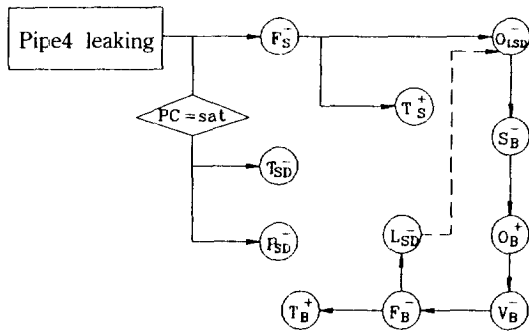 Pipe4 leaking
F_S^-
O_LSD^-
PC=sat
T_S^+
S_B^-
T_SD^-
P_SD^-
L_SD^-
O_B^+
T_B^+
F_B^-
V_B^-